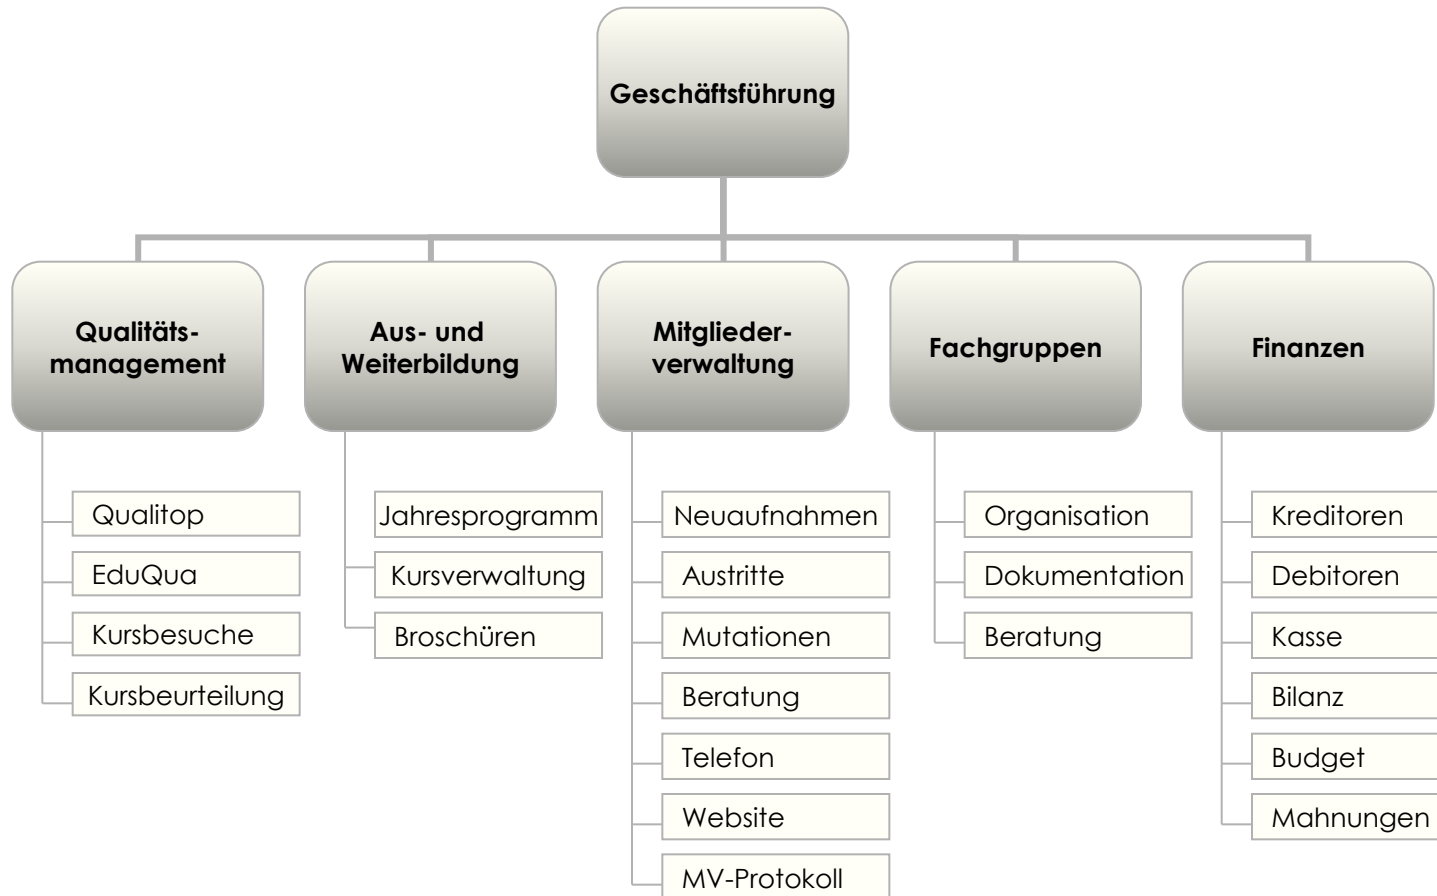 Geschäftsführung
Qualitäts-
management
Aus- und
Weiterbildung
Mitglieder-
verwaltung
Fachgruppen
Finanzen
Qualitop
EduQua
Kursbesuche
Kursbeurteilung
Jahresprogramm
Kursverwaltung
Broschüren
Neuaufnahmen
Austritte
Mutationen
Beratung
Telefon
Website
MV-Protokoll
Organisation
Dokumentation
Beratung
Kreditoren
Debitoren
Kasse
Bilanz
Budget
Mahnungen